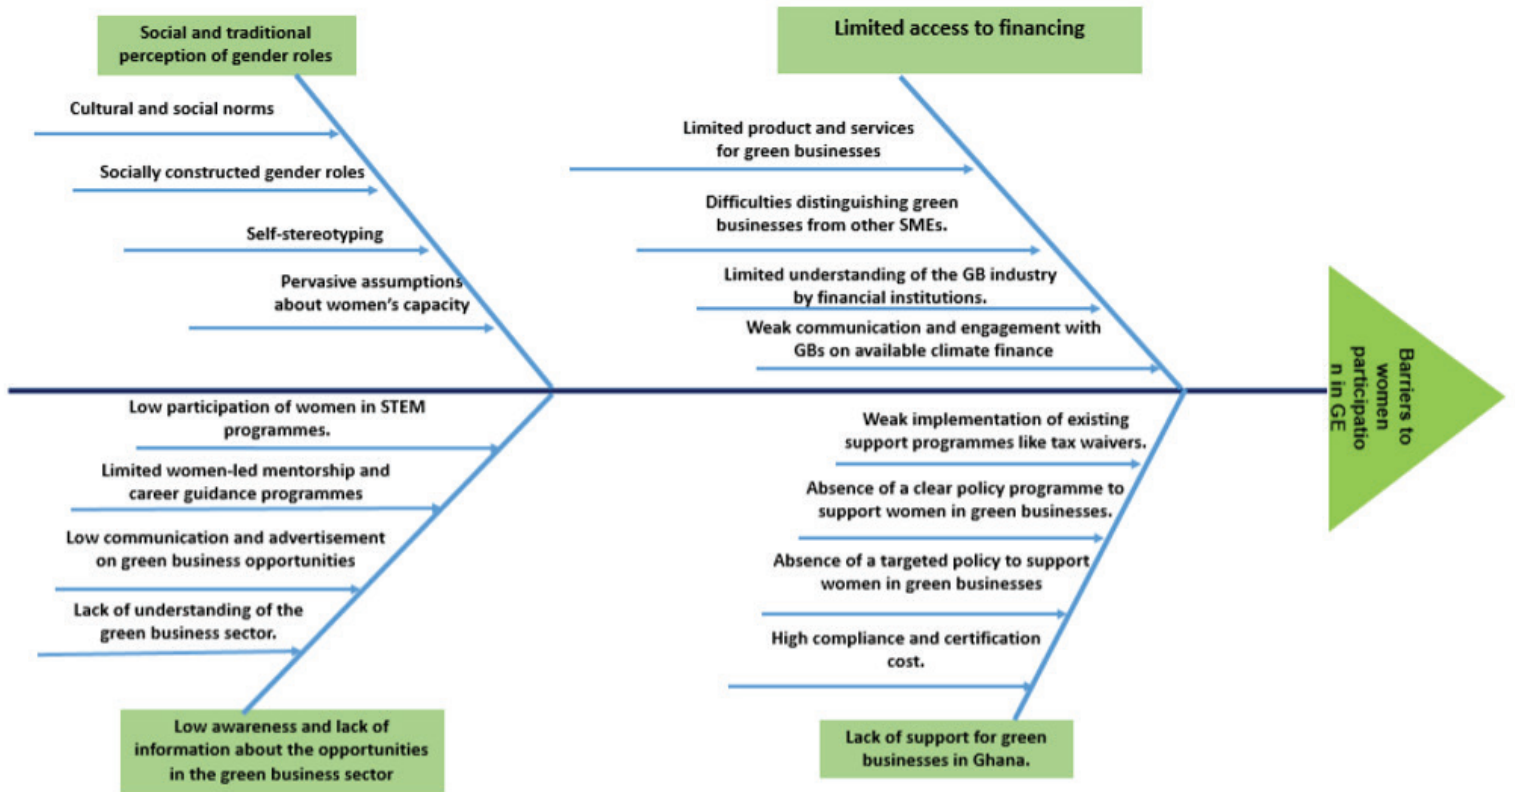 Social and traditional
perception of gender roles
Cultural and social norms
Socially constructed gender roles
Self-stereotyping
Pervasive assumptions
about women's capacity
Limited access to financing
Limited product and services
for green businesses
Difficulties distinguishing green
businesses from other SMEs.
Limited understanding of the GB industry
by financial institutions.
Weak communication and engagement with
GBs on available climate finance
Low participation of women in STEM
programmes.
Limited women-led mentorship and
career guidance programmes
Low communication and advertisement
on green business opportunities
Lack of understanding of the
green business sector.
Low awareness and lack of
information about the opportunities
in the green business sector
Weak implementation of existing
support programmes like tax waivers.
Absence of a clear policy programme to
support women in green businesses.
Absence of a targeted policy to support
women in green businesses
High compliance and certification
cost.
Lack of support for green
businesses in Ghana.
Barriers to
women
participatio
n in GE